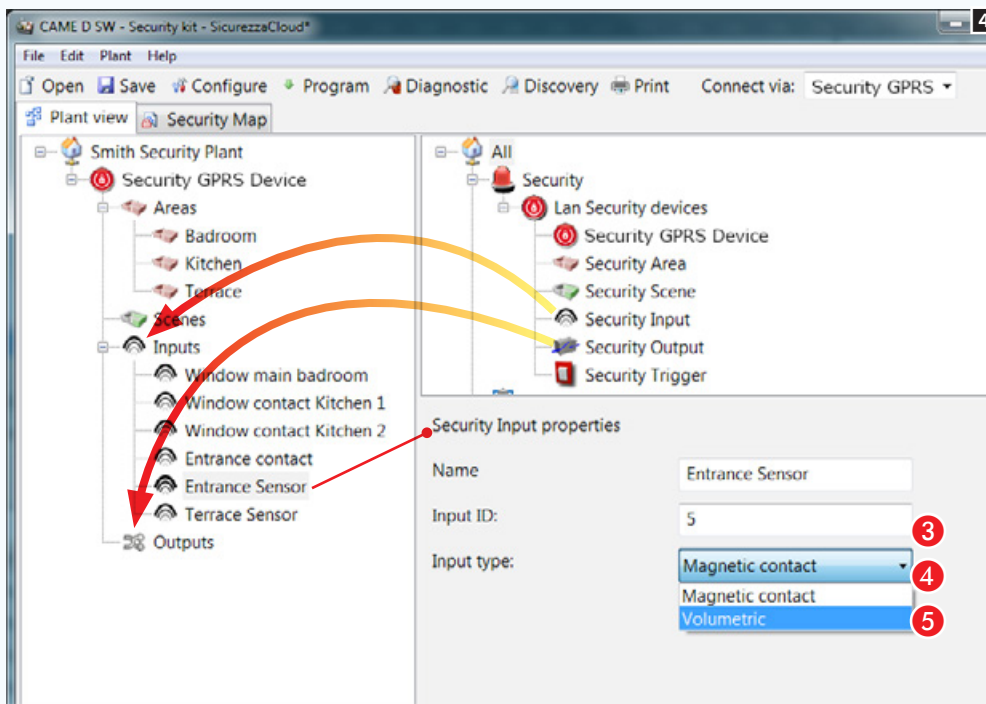 CAME D SW - Security kit - SicurezzaCloud*
4
File Edit Plant Help
Open Save Configure Program Diagnostic Discovery Print Connect via: Security GPRS
Plant view Security Map
Smith Security Plant
Security GPRS Device
Areas
Badroom
Kitchen
Terrace
Scenes
Inputs
Window main badroom
Window contact Kitchen 1
Window contact Kitchen 2
Entrance contact
Entrance Sensor
Terrace Sensor
Outputs
All
Security
Lan Security devices
Security GPRS Device
Security Area
Security Scene
Security Input
Security Output
Security Trigger
Security Input properties
Name Entrance Sensor
Input ID: 5
3
Input type: Magnetic contact
4
Magnetic contact
Volumetric
5